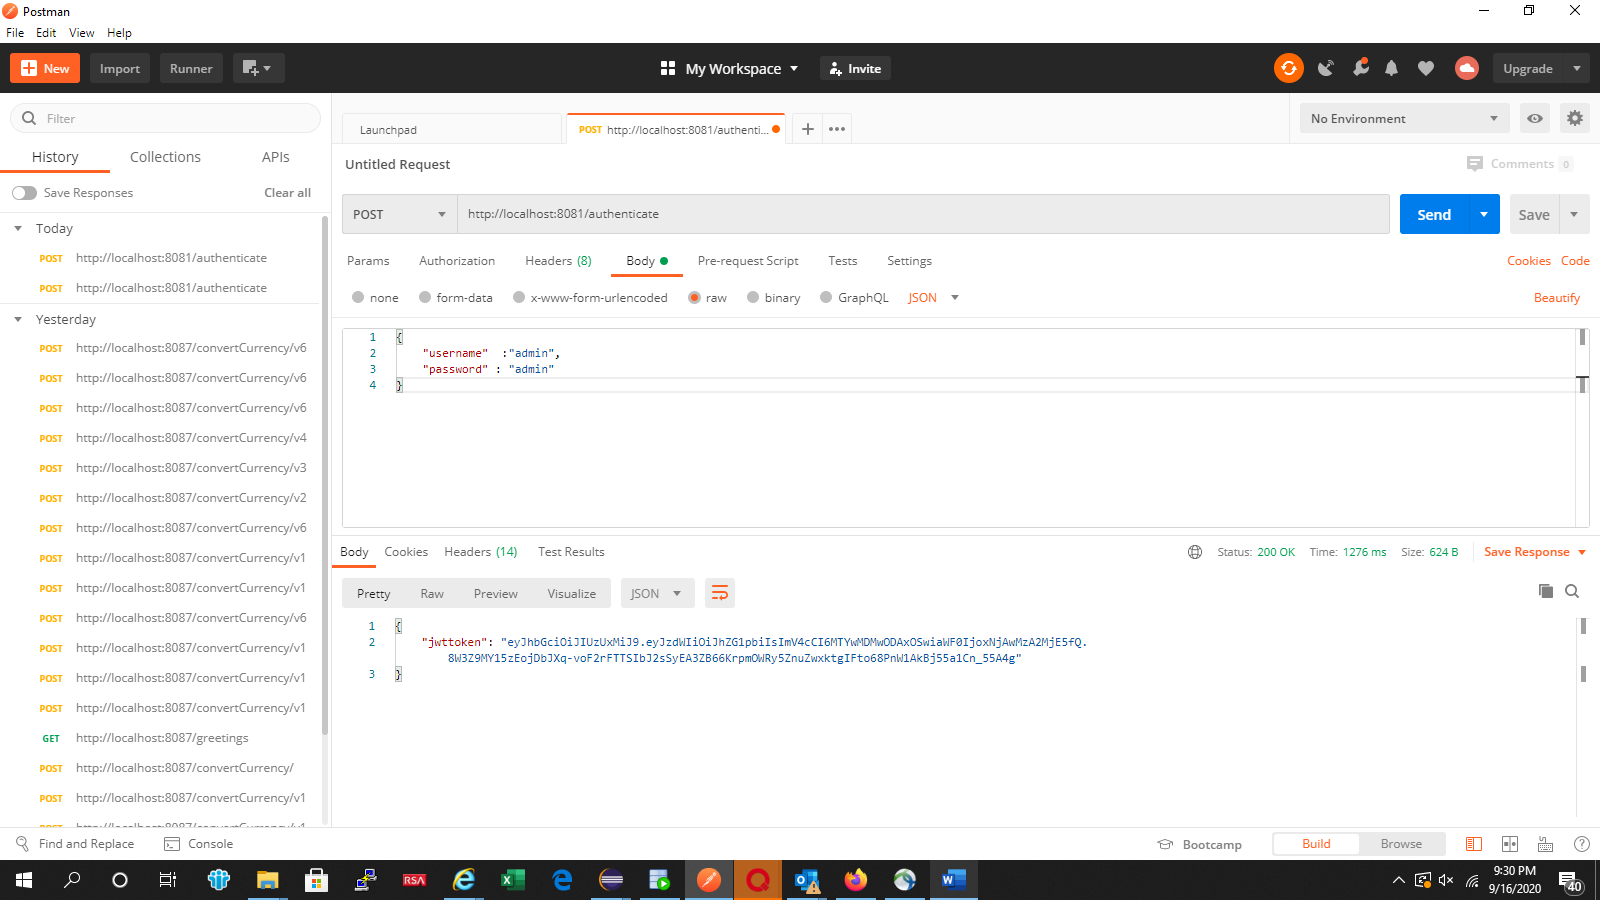 Postman
File Edit View Help
New Import Runner My Workspace Invite Upgrade
Filter
History Collections APIs
Save Responses Clear all
Today
POST http://localhost:8081/authenticate
POST http://localhost:8081/authenticate
Yesterday
POST http://localhost:8087/convertCurrency/v6
POST http://localhost:8087/convertCurrency/v6
POST http://localhost:8087/convertCurrency/v6
POST http://localhost:8087/convertCurrency/v4
POST http://localhost:8087/convertCurrency/v3
POST http://localhost:8087/convertCurrency/v2
POST http://localhost:8087/convertCurrency/v6
POST http://localhost:8087/convertCurrency/v1
POST http://localhost:8087/convertCurrency/v1
POST http://localhost:8087/convertCurrency/v6
POST http://localhost:8087/convertCurrency/v1
POST http://localhost:8087/convertCurrency/v1
POST http://localhost:8087/convertCurrency/v1
GET http://localhost:8087/greetings
POST http://localhost:8087/convertCurrency/
POST http://localhost:8087/convertCurrency/v1
POST http://localhost:8087/convertCurrency/v1
Launchpad POST http://localhost:8081/authenti... No Environment
Untitled Request Comments 0
POST http://localhost:8081/authenticate Send Save
Params Authorization Headers (8) Body Pre-request Script Tests Settings Cookies Code
none form-data x-www-form-urlencoded raw binary GraphQL JSON Beautify
1 {
2 "username" :"admin",
3 "password" : "admin"
4 }
Body Cookies Headers (14) Test Results Status: 200 OK Time: 1276 ms Size: 624 B Save Response
Pretty Raw Preview Visualize JSON
1 {
2 "jwttoken": "eyJhbGciOiJIUzUxMiJ9.eyJzdWIiOiJhZG1pbiIsImV4cCI6MTYwMDMwODAxOSwiaWF0IjoxNjAwMzA2MjE5fQ.
8W3Z9MY15zEojDbJXq-voF2rFTTSIbJ2sSyEA3ZB66KrpmOWRy5ZnuZwxktgIFto68PnW1AkBj55a1Cn_55A4g"
3 }
Find and Replace Console Bootcamp Build Browse
RSA
9:30 PM
9/16/2020
40